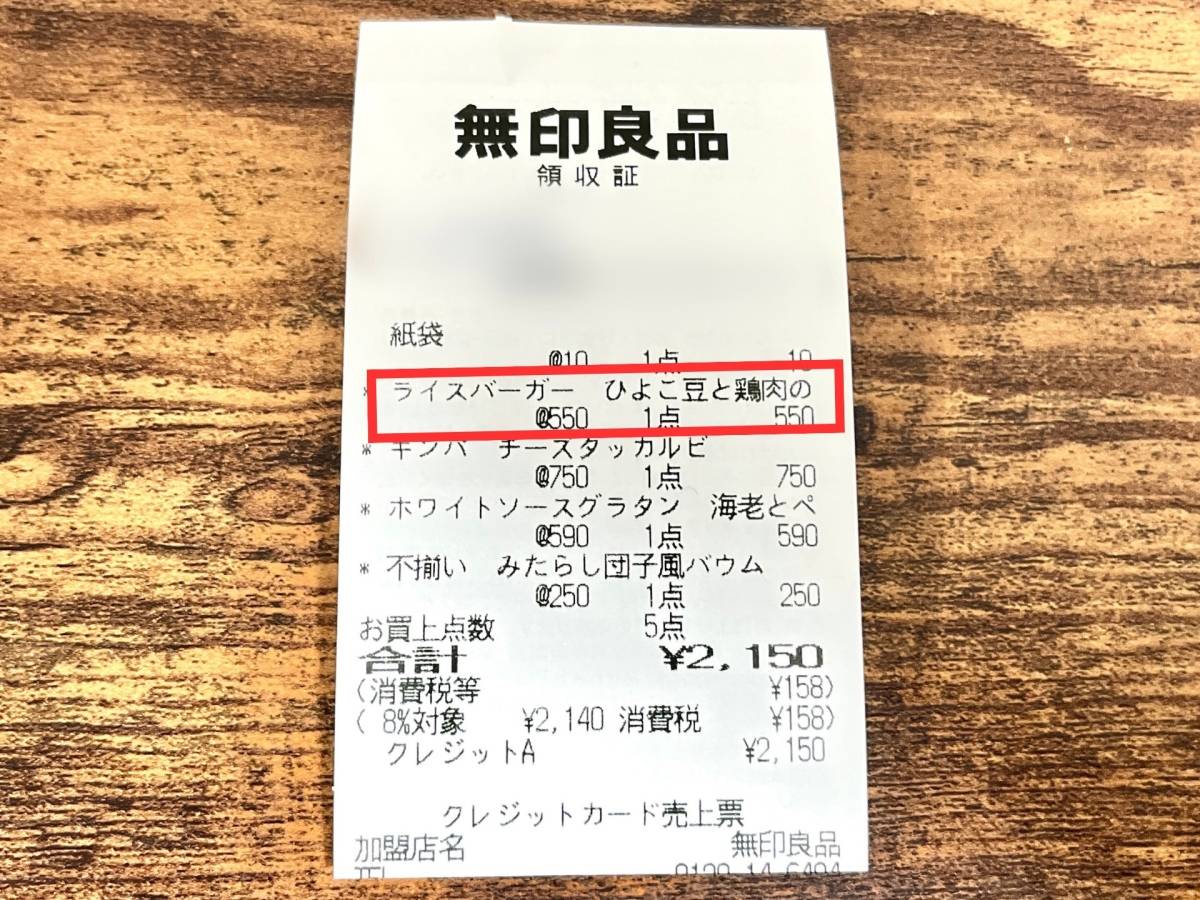 無印良品
領収証
紙袋
@10 1点 10
* ライスバーガー ひよこ豆と鶏肉の
@550 1点 550
* キンパ チーズタッカルビ
@750 1点 750
* ホワイトソースグラタン 海老とペ
@590 1点 590
* 不揃い みたらし団子風バウム
@250 1点 250
お買上点数 5点
合計 ¥2,150
(消費税等 ¥158)
( 8%対象 ¥2,140 消費税 ¥158)
クレジットA ¥2,150
クレジットカード売上票
加盟店名 無印良品